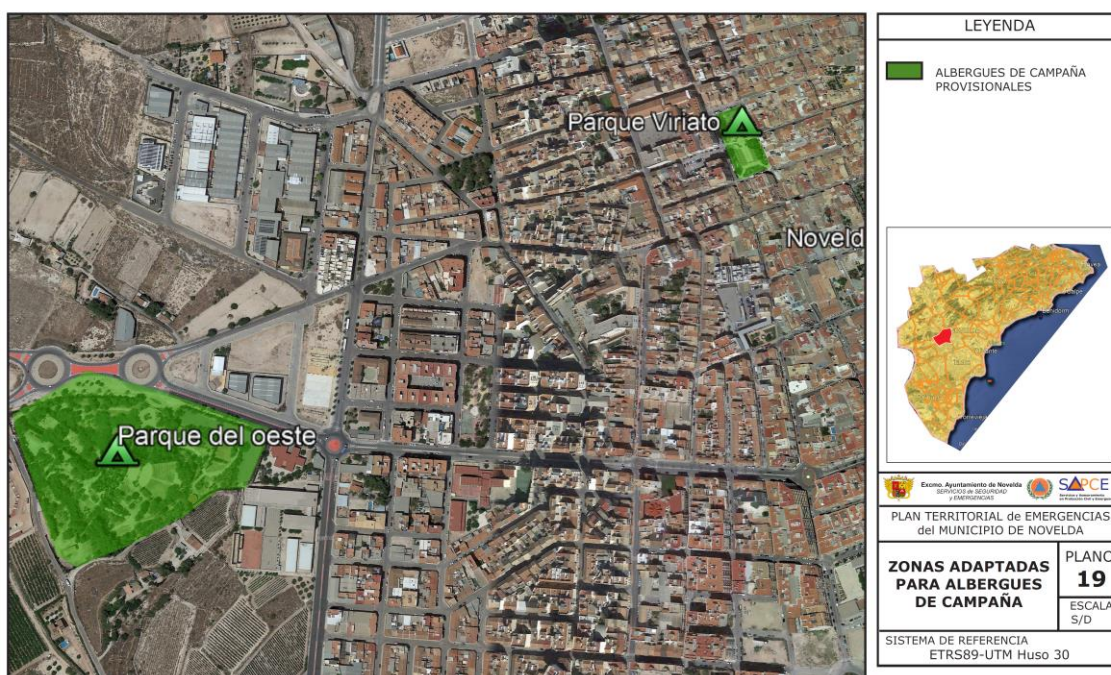 Parque Viriato
Noveld
Parque del oeste
LEYENDA
ALBERGUES DE CAMPAÑA
PROVISIONALES
Excmo. Ayuntamiento de Novelda
SERVICIOS de SEGURIDAD
y EMERGENCIAS
SAPCE
PLAN TERRITORIAL de EMERGENCIAS
del MUNICIPIO DE NOVELDA
ZONAS ADAPTADAS
PARA ALBERGUES
DE CAMPAÑA
PLANO
19
ESCALA
S/D
SISTEMA DE REFERENCIA
ETRS89-UTM Huso 30